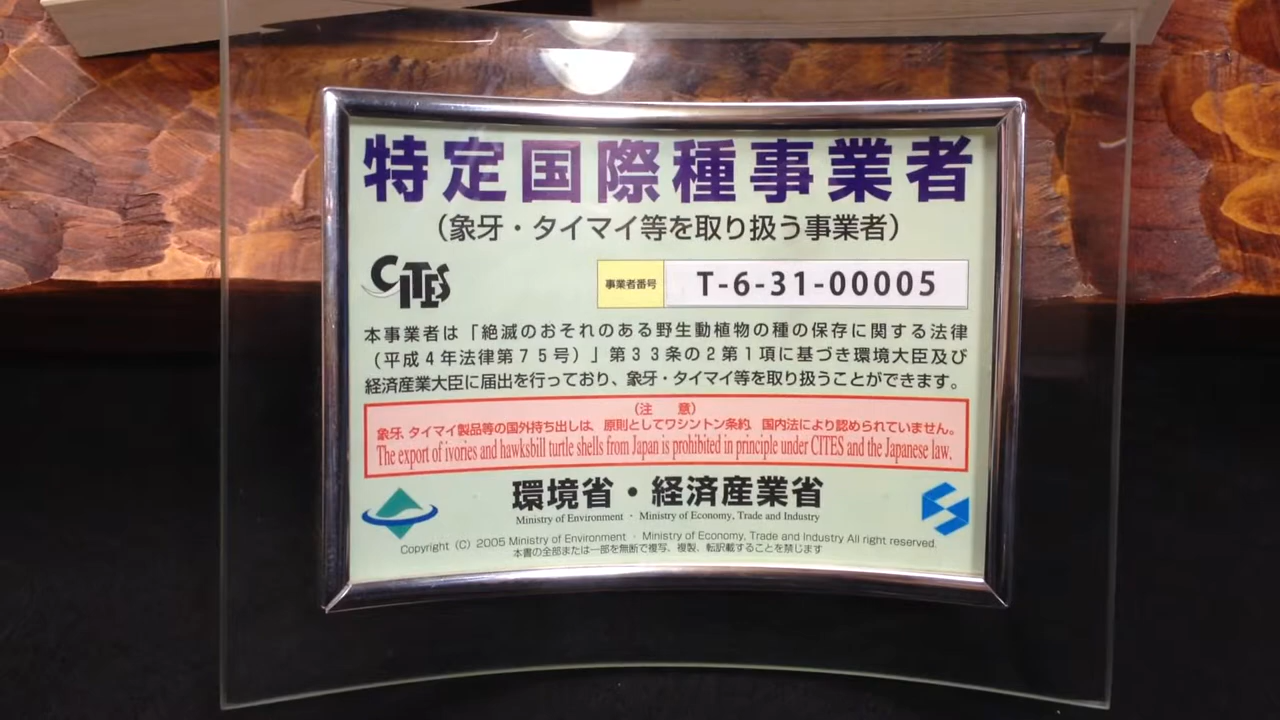 特定国際種事業者
（象牙・タイマイ等を取り扱う事業者）
CITES
事業者番号 T-6-31-00005
本事業者は「絶滅のおそれのある野生動植物の種の保存に関する法律
（平成４年法律第７５号）」第３３条の２第１項に基づき環境大臣及び
経済産業大臣に届出を行っており、象牙・タイマイ等を取り扱うことができます。
（注　意）
象牙、タイマイ製品等の国外持ち出しは、原則としてワシントン条約、国内法により認められていません。
The export of ivories and hawksbill turtle shells from Japan is prohibited in principle under CITES and the Japanese law.
環境省・経済産業省
Ministry of Environment ・ Ministry of Economy, Trade and Industry
Copyright（C）2005 Ministry of Environment ・ Ministry of Economy, Trade and Industry All right reserved.
本書の全部または一部を無断で複写、複製、転訳載することを禁じます